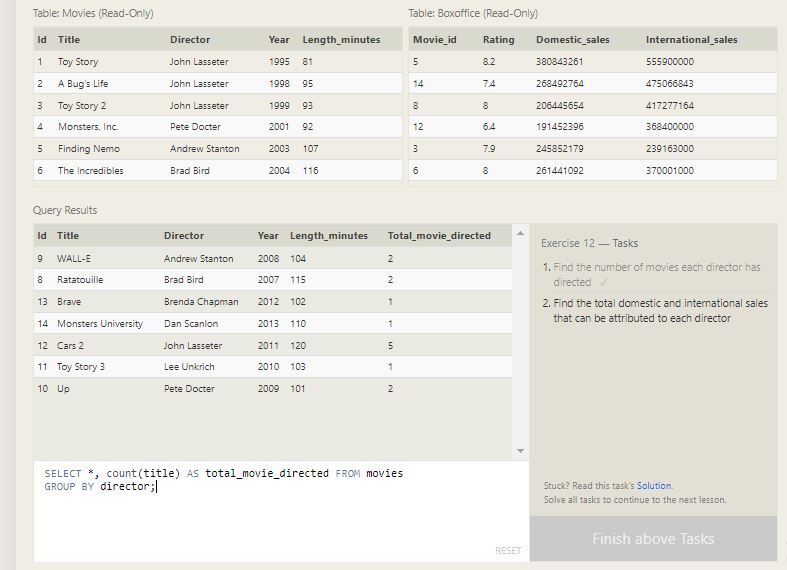 Table: Movies (Read-Only)
Table: Boxoffice (Read-Only)
Id Title Director Year Length_minutes
1 Toy Story John Lasseter 1995 81
2 A Bug's Life John Lasseter 1998 95
3 Toy Story 2 John Lasseter 1999 93
4 Monsters, Inc. Pete Docter 2001 92
5 Finding Nemo Andrew Stanton 2003 107
6 The Incredibles Brad Bird 2004 116
Movie_id Rating Domestic_sales International_sales
5 8.2 380843261 555900000
14 7.4 268492764 475066843
8 8 206445654 417277164
12 6.4 191452396 368400000
3 7.9 245852179 239163000
6 8 261441092 370001000
Query Results
Id Title Director Year Length_minutes Total_movie_directed
9 WALL-E Andrew Stanton 2008 104 2
8 Ratatouille Brad Bird 2007 115 2
13 Brave Brenda Chapman 2012 102 1
14 Monsters University Dan Scanlon 2013 110 1
12 Cars 2 John Lasseter 2011 120 5
11 Toy Story 3 Lee Unkrich 2010 103 1
10 Up Pete Docter 2009 101 2
SELECT *, count(title) AS total_movie_directed FROM movies
GROUP BY director;
RESET
Exercise 12 — Tasks
1. Find the number of movies each director has
directed ✓
2. Find the total domestic and international sales
that can be attributed to each director
Stuck? Read this task's Solution.
Solve all tasks to continue to the next lesson.
Finish above Tasks